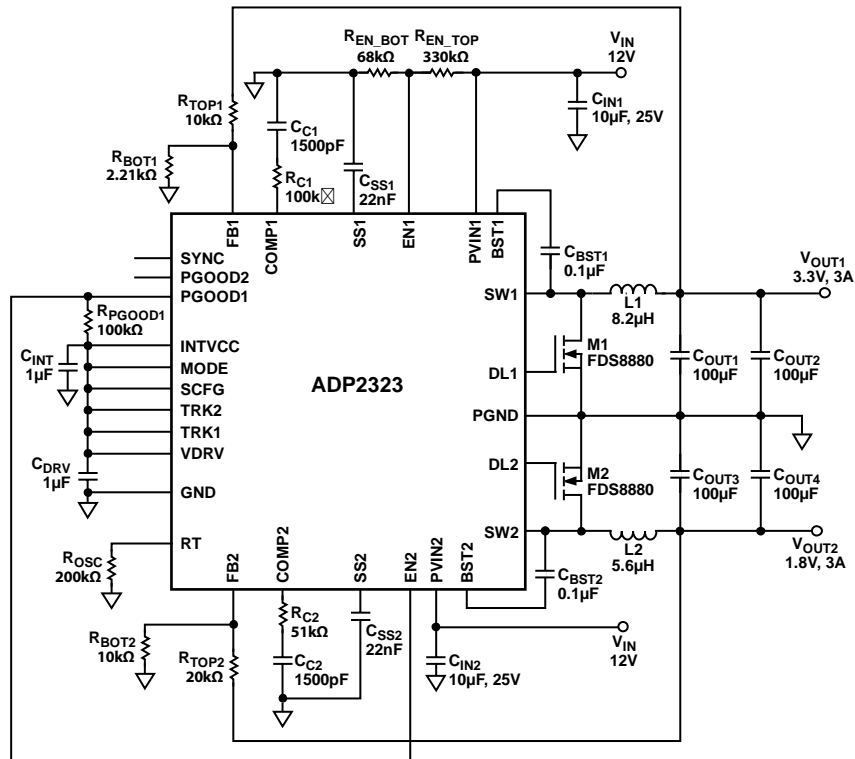 R_EN_BOT
68kΩ
R_EN_TOP
330kΩ
V_IN
12V
C_IN1
10µF, 25V
R_TOP1
10kΩ
C_C1
1500pF
R_BOT1
2.21kΩ
R_C1
100k
C_SS1
22nF
FB1
COMP1
SS1
EN1
PVIN1
BST1
C_BST1
0.1µF
SYNC
PGOOD2
PGOOD1
R_PGOOD1
100kΩ
C_INT
1µF
INTVCC
MODE
SCFG
TRK2
TRK1
VDRV
C_DRV
1µF
GND
RT
R_OSC
200kΩ
ADP2323
SW1
DL1
PGND
DL2
SW2
L1
8.2µH
V_OUT1
3.3V, 3A
M1
FDS8880
C_OUT1
100µF
C_OUT2
100µF
M2
FDS8880
C_OUT3
100µF
C_OUT4
100µF
L2
5.6µH
V_OUT2
1.8V, 3A
FB2
COMP2
SS2
EN2
PVIN2
BST2
C_BST2
0.1µF
R_BOT2
10kΩ
R_TOP2
20kΩ
R_C2
51kΩ
C_C2
1500pF
C_SS2
22nF
C_IN2
10µF, 25V
V_IN
12V